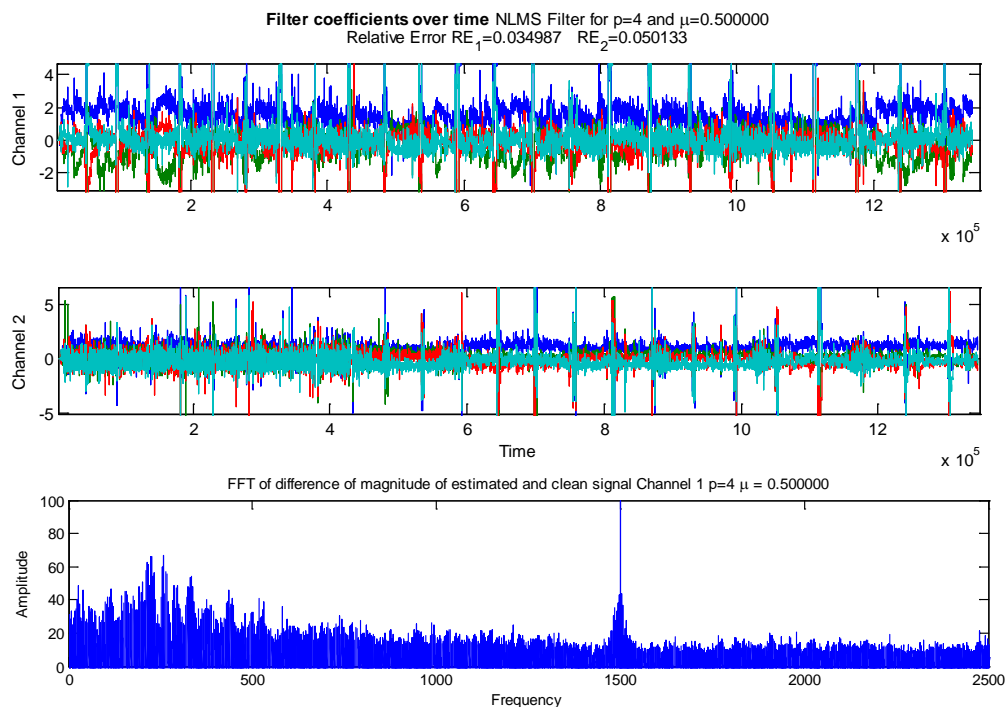 Filter coefficients over time NLMS Filter for p=4 and μ=0.500000
Relative Error RE1=0.034987 RE2=0.050133
4
2
0
-2
Channel 1
2 4 6 8 10 12
x 10^5
5
0
-5
Channel 2
2 4 6 8 10 12
Time
x 10^5
FFT of difference of magnitude of estimated and clean signal Channel 1 p=4 μ = 0.500000
100
80
60
40
20
0
Amplitude
0 500 1000 1500 2000 2500
Frequency